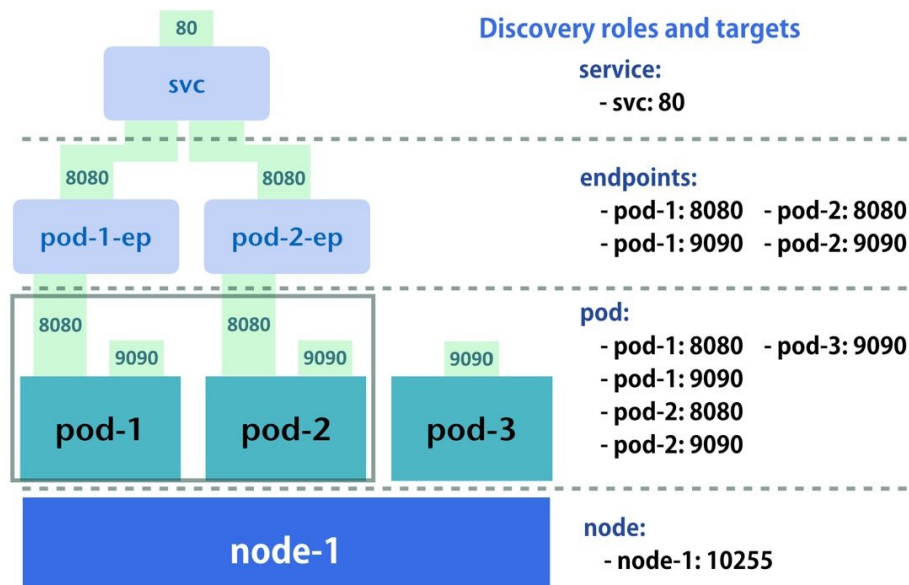 80
svc
8080
8080
pod-1-ep
pod-2-ep
8080
8080
9090
9090
9090
pod-1
pod-2
pod-3
node-1
Discovery roles and targets
service:
- svc: 80
endpoints:
- pod-1: 8080 - pod-2: 8080
- pod-1: 9090 - pod-2: 9090
pod:
- pod-1: 8080 - pod-3: 9090
- pod-1: 9090
- pod-2: 8080
- pod-2: 9090
node:
- node-1: 10255